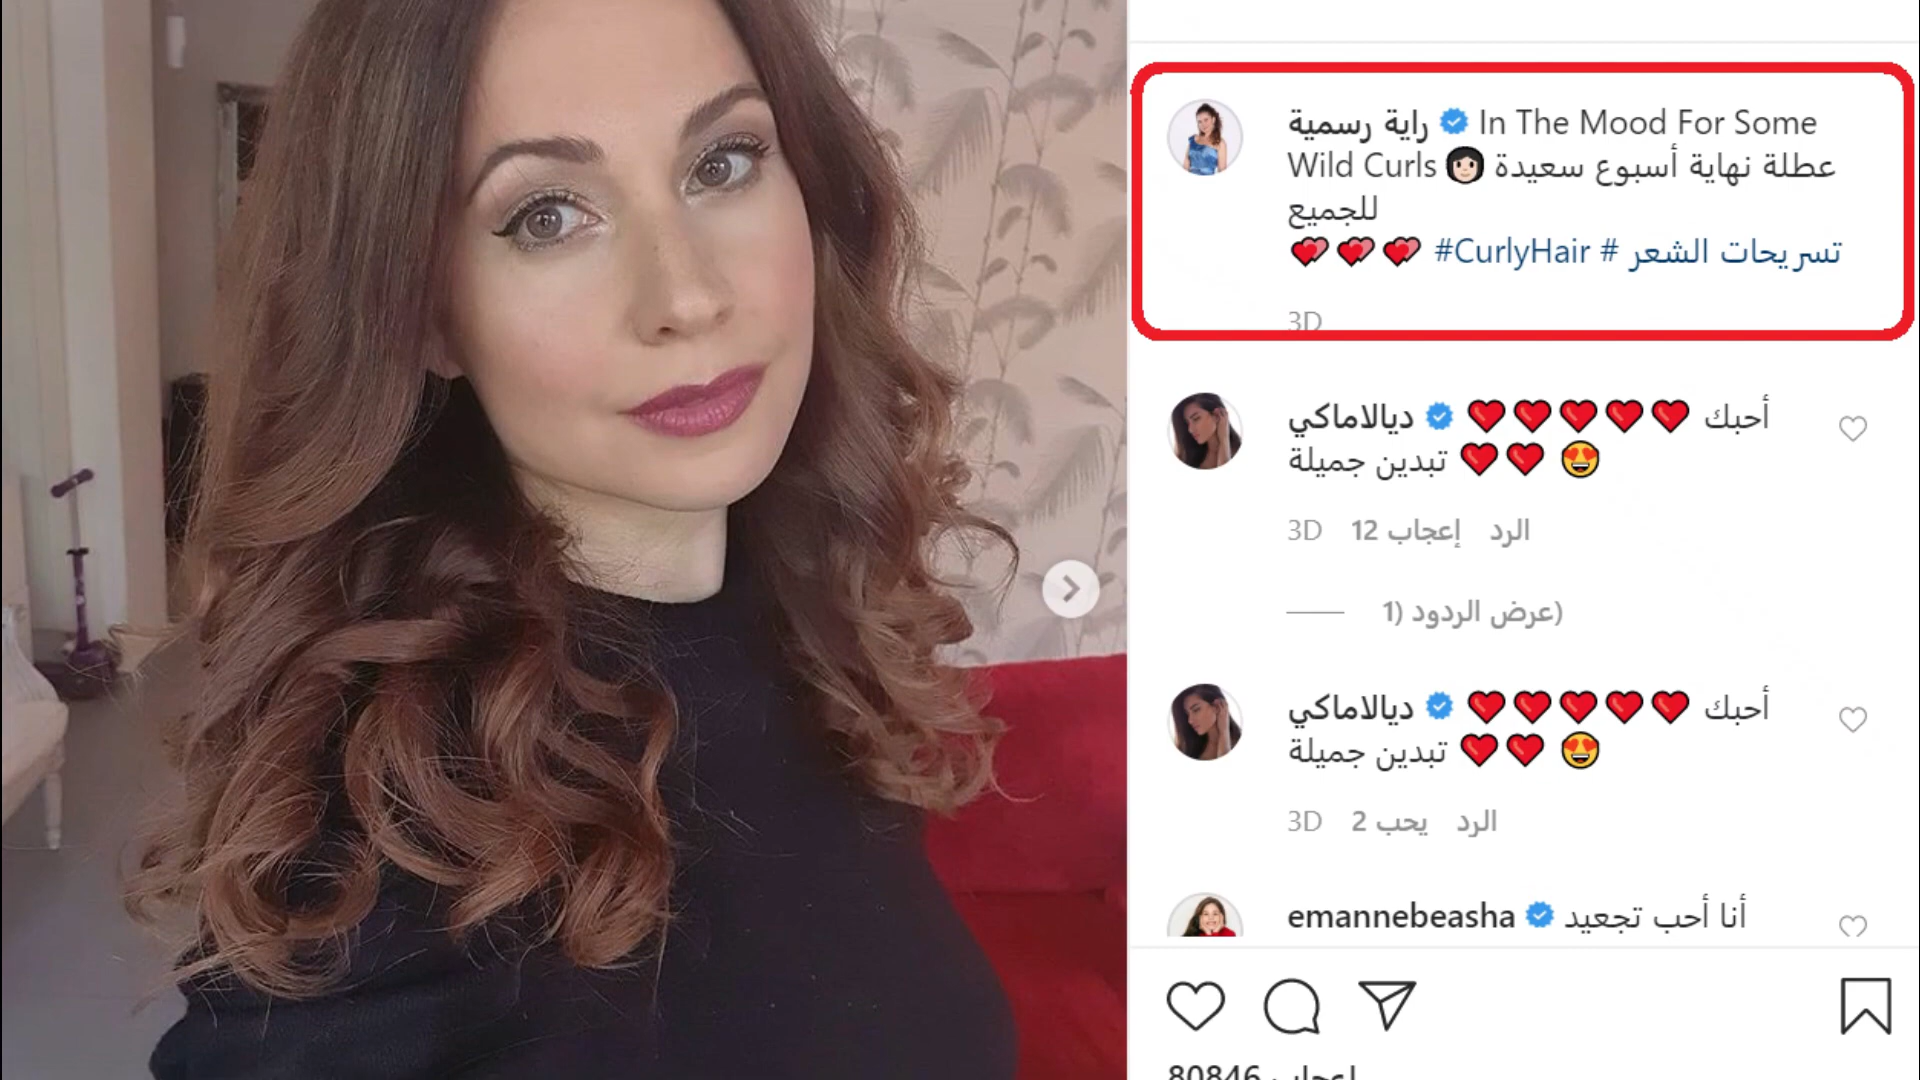 راية رسمية In The Mood For Some
Wild Curls 👩🏻 عطلة نهاية أسبوع سعيدة
للجميع
💕 💕 💕 #CurlyHair # تسريحات الشعر
3D
ديالاماكي ❤️ ❤️ ❤️ ❤️ ❤️ أحبك
تبدين جميلة ❤️ ❤️ 😍
3D إعجاب 12 الرد
(عرض الردود (1
ديالاماكي ❤️ ❤️ ❤️ ❤️ ❤️ أحبك
تبدين جميلة ❤️ ❤️ 😍
3D يحب 2 الرد
emannebeasha أنا أحب تجعيد
80846 إعجاب